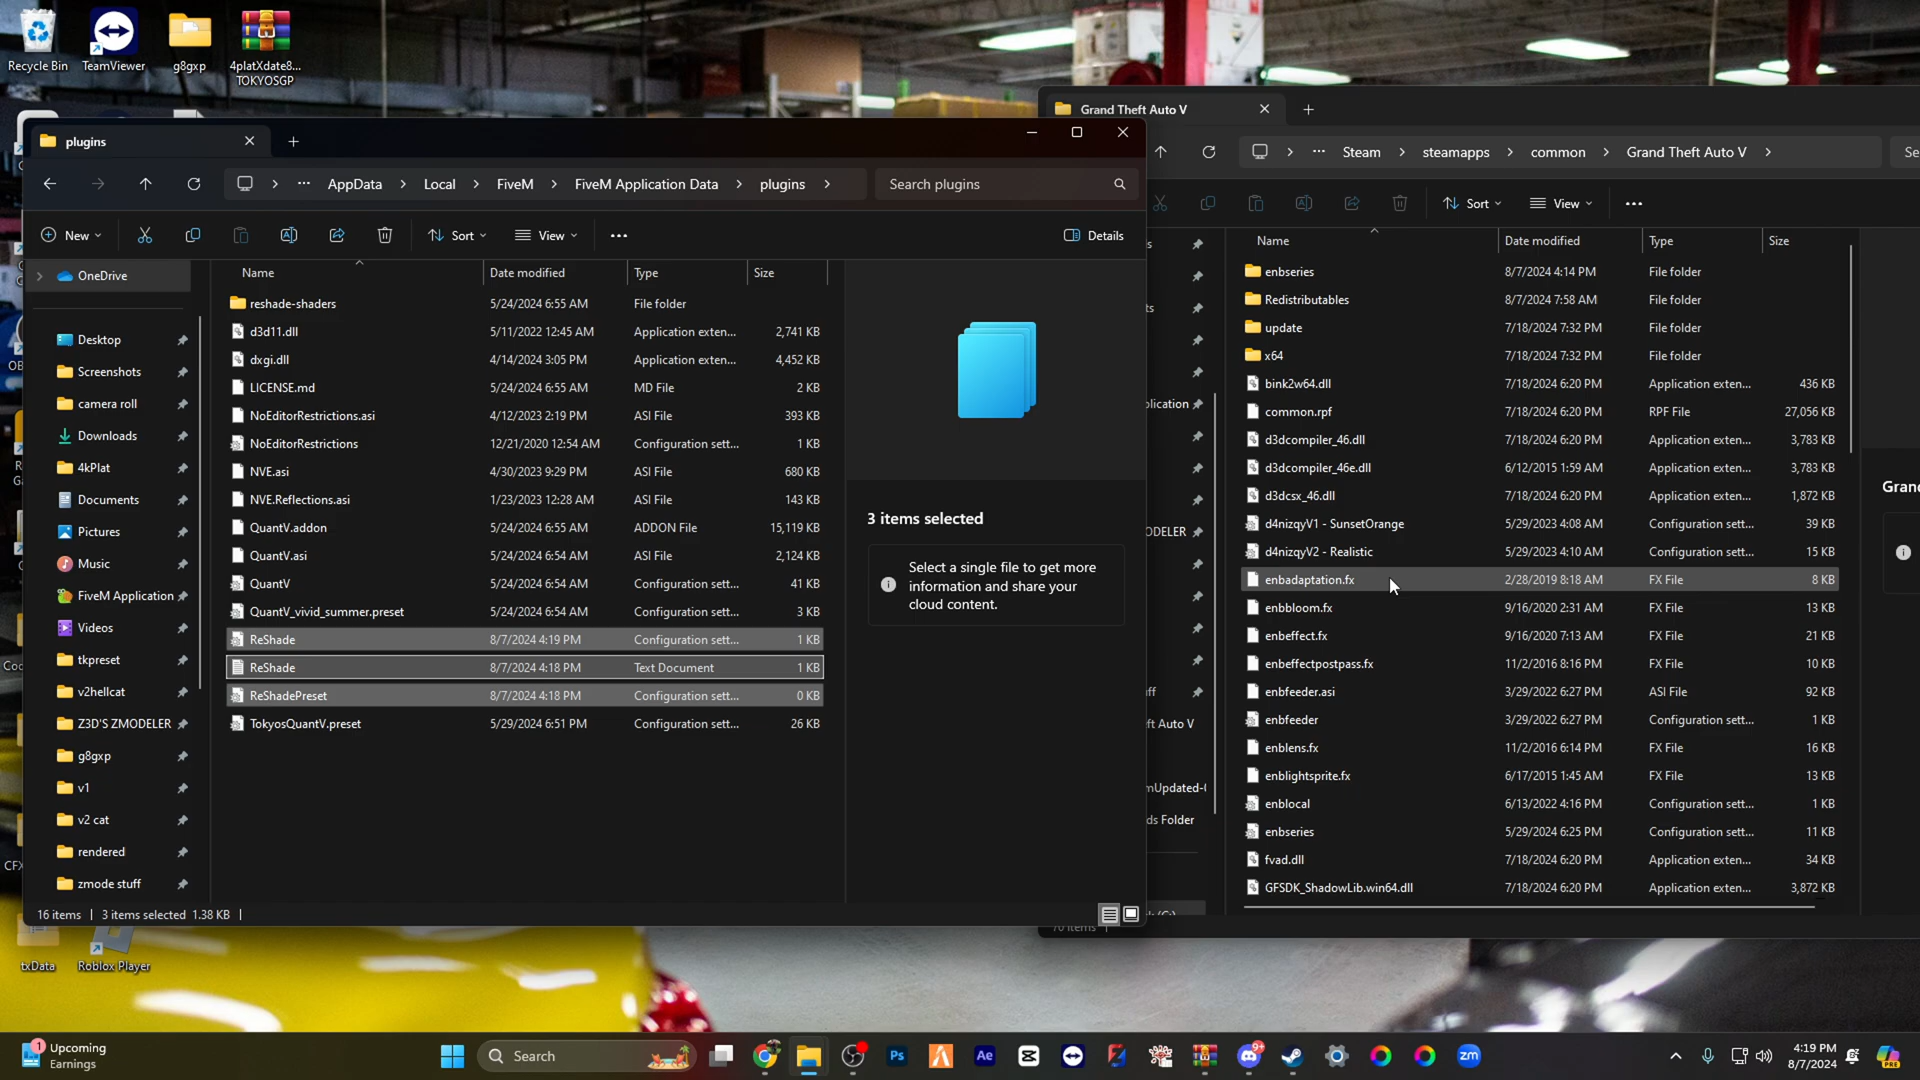 Recycle Bin
TeamViewer
g8gxp
4platXdate8...
TOKYOSGP
plugins
AppData
Local
FiveM
FiveM Application Data
plugins
Search plugins
New
Sort
View
Details
OneDrive
Desktop
Screenshots
camera roll
Downloads
4kPlat
Documents
Pictures
Music
FiveM Application
Videos
tkpreset
v2hellcat
Z3D'S ZMODELER
g8gxp
v1
v2 cat
rendered
zmode stuff
Name Date modified Type Size
reshade-shaders 5/24/2024 6:55 AM File folder
d3d11.dll 5/11/2022 12:45 AM Application exten... 2,741 KB
dxgi.dll 4/14/2024 3:05 PM Application exten... 4,452 KB
LICENSE.md 5/24/2024 6:55 AM MD File 2 KB
NoEditorRestrictions.asi 4/12/2023 2:19 PM ASI File 393 KB
NoEditorRestrictions 12/21/2020 12:54 AM Configuration sett... 1 KB
NVE.asi 4/30/2023 9:29 PM ASI File 680 KB
NVE.Reflections.asi 1/23/2023 12:28 AM ASI File 143 KB
QuantV.addon 5/24/2024 6:55 AM ADDON File 15,119 KB
QuantV.asi 5/24/2024 6:54 AM ASI File 2,124 KB
QuantV 5/24/2024 6:54 AM Configuration sett... 41 KB
QuantV_vivid_summer.preset 5/24/2024 6:54 AM Configuration sett... 3 KB
ReShade 8/7/2024 4:19 PM Configuration sett... 1 KB
ReShade 8/7/2024 4:18 PM Text Document 1 KB
ReShadePreset 8/7/2024 4:18 PM Configuration sett... 0 KB
TokyosQuantV.preset 5/29/2024 6:51 PM Configuration sett... 26 KB
3 items selected
Select a single file to get more
information and share your
cloud content.
16 items
3 items selected 1.38 KB
Grand Theft Auto V
Steam
steamapps
common
Grand Theft Auto V
Se
Sort
View
Name Date modified Type Size
enbseries 8/7/2024 4:14 PM File folder
Redistributables 8/7/2024 7:58 AM File folder
update 7/18/2024 7:32 PM File folder
x64 7/18/2024 7:32 PM File folder
bink2w64.dll 7/18/2024 6:20 PM Application exten... 436 KB
common.rpf 7/18/2024 6:20 PM RPF File 27,056 KB
d3dcompiler_46.dll 7/18/2024 6:20 PM Application exten... 3,783 KB
d3dcompiler_46e.dll 6/12/2015 1:59 AM Application exten... 3,783 KB
d3dcsx_46.dll 7/18/2024 6:20 PM Application exten... 1,872 KB
d4nizqyV1 - SunsetOrange 5/29/2023 4:08 AM Configuration sett... 39 KB
d4nizqyV2 - Realistic 5/29/2023 4:10 AM Configuration sett... 15 KB
enbadaptation.fx 2/28/2019 8:18 AM FX File 8 KB
enbbloom.fx 9/16/2020 2:31 AM FX File 13 KB
enbeffect.fx 9/16/2020 7:13 AM FX File 21 KB
enbeffectpostpass.fx 11/2/2016 8:16 PM FX File 10 KB
enbfeeder.asi 3/29/2022 6:27 PM ASI File 92 KB
enbfeeder 3/29/2022 6:27 PM Configuration sett... 1 KB
enblens.fx 11/2/2016 6:14 PM FX File 16 KB
enblightsprite.fx 6/17/2015 1:45 AM FX File 13 KB
enblocal 6/13/2022 4:16 PM Configuration sett... 1 KB
enbseries 5/29/2024 6:25 PM Configuration sett... 11 KB
fvad.dll 7/18/2024 6:20 PM Application exten... 34 KB
GFSDK_ShadowLib.win64.dll 7/18/2024 6:20 PM Application exten... 3,872 KB
plication
ODELER
ft Auto V
mUpdated-(
ds Folder
Gran
70 items
txData
Roblox Player
1
Upcoming
Earnings
Search
Ps
Ae
9+
zm
4:19 PM
8/7/2024
PRE